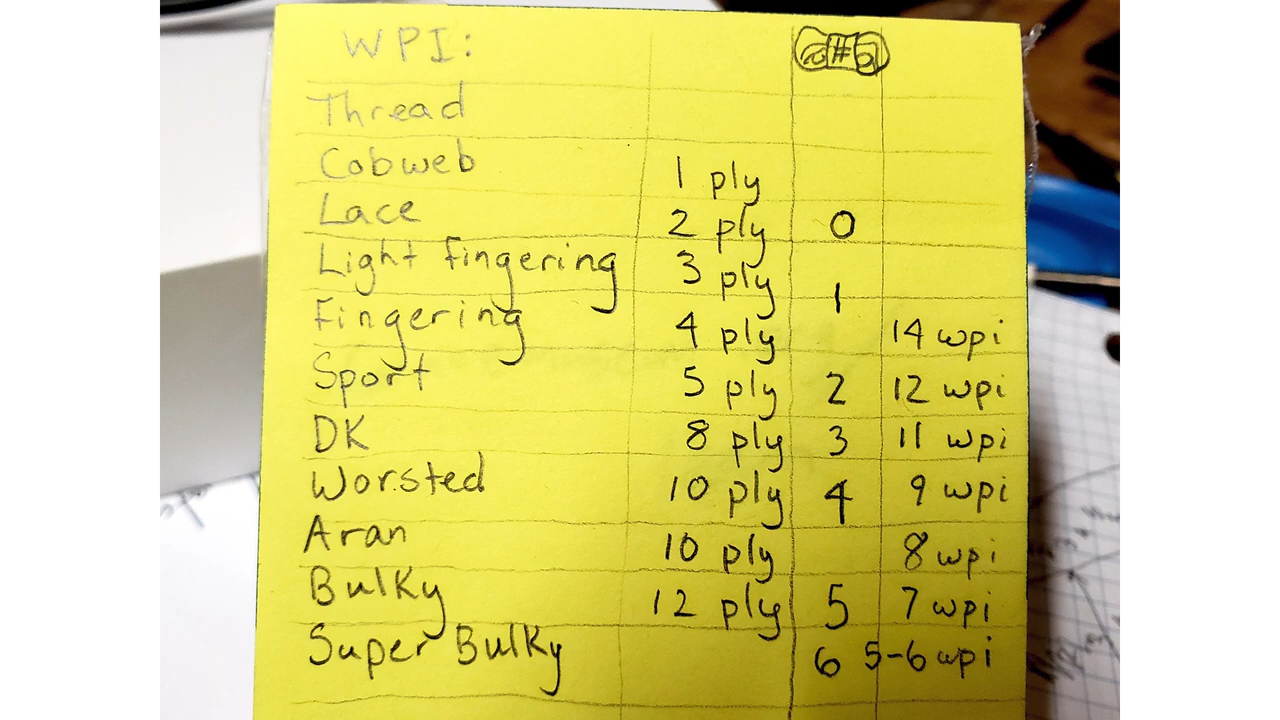 WPI: #
Thread
Cobweb 1 ply
Lace 2 ply 0
Light fingering 3 ply 1
Fingering 4 ply 14 wpi
Sport 5 ply 2 12 wpi
DK 8 ply 3 11 wpi
Worsted 10 ply 4 9 wpi
Aran 10 ply 8 wpi
Bulky 12 ply 5 7 wpi
Super Bulky 6 5-6 wpi